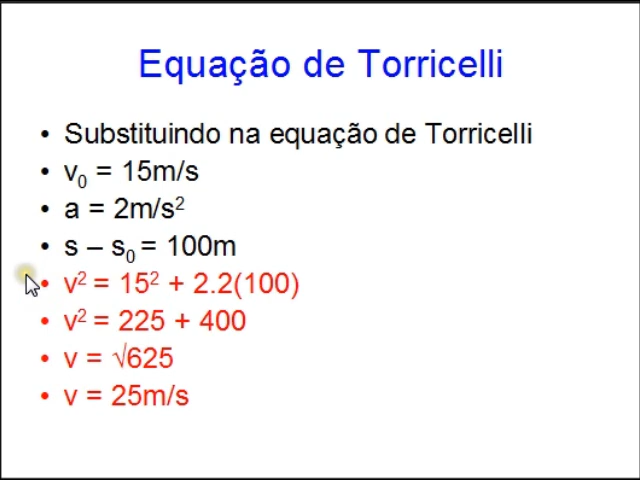 Equação de Torricelli
• Substituindo na equação de Torricelli
• v₀ = 15m/s
• a = 2m/s²
• s – s₀ = 100m
• v² = 15² + 2.2(100)
• v² = 225 + 400
• v = √625
• v = 25m/s